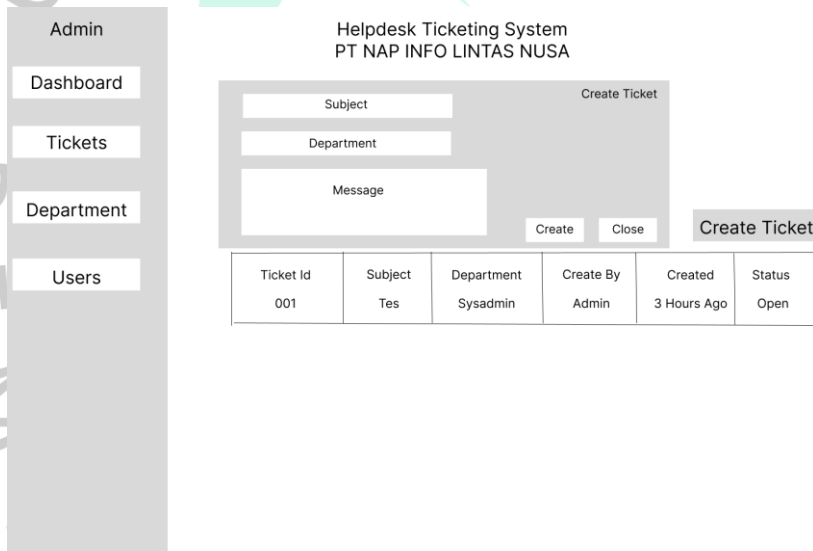 Admin
Dashboard
Tickets
Department
Users
Helpdesk Ticketing System
PT NAP INFO LINTAS NUSA
Create Ticket
Subject
Department
Message
Create Close
Create Ticket
Ticket Id Subject Department Create By Created Status
001 Tes Sysadmin Admin 3 Hours Ago Open